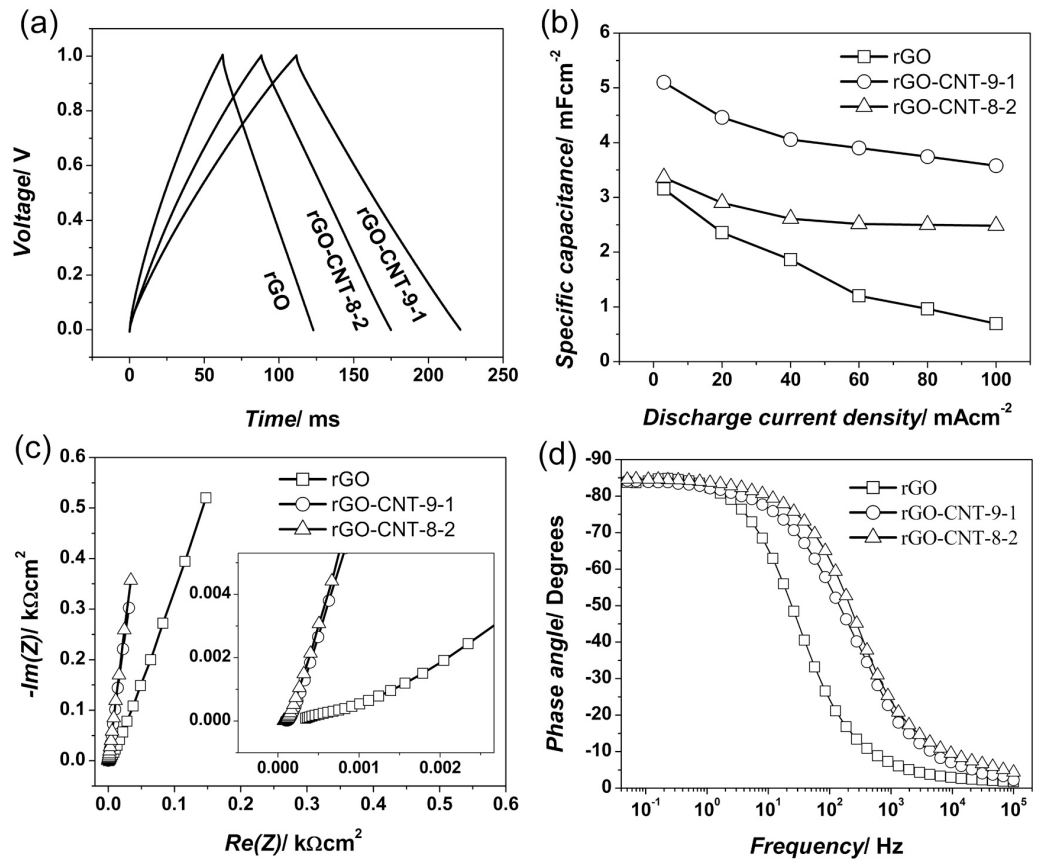 (a)
1.0
0.8
0.6
0.4
0.2
0.0
Voltage/ V
rGO
rGO-CNT-8-2
rGO-CNT-9-1
0
50
100
150
200
250
Time/ ms
(b)
6
5
4
3
2
1
0
Specific capacitance/ mFcm⁻²
rGO
rGO-CNT-9-1
rGO-CNT-8-2
0
20
40
60
80
100
Discharge current density/ mAcm⁻²
(c)
0.6
0.5
0.4
0.3
0.2
0.1
0.0
-Im(Z)/ kΩcm²
rGO
rGO-CNT-9-1
rGO-CNT-8-2
0.004
0.002
0.000
0.000
0.001
0.002
0.0
0.1
0.2
0.3
0.4
0.5
0.6
Re(Z)/ kΩcm²
(d)
-90
-80
-70
-60
-50
-40
-30
-20
-10
0
Phase angle/ Degrees
rGO
rGO-CNT-9-1
rGO-CNT-8-2
10⁻¹
10⁰
10¹
10²
10³
10⁴
10⁵
Frequency/ Hz